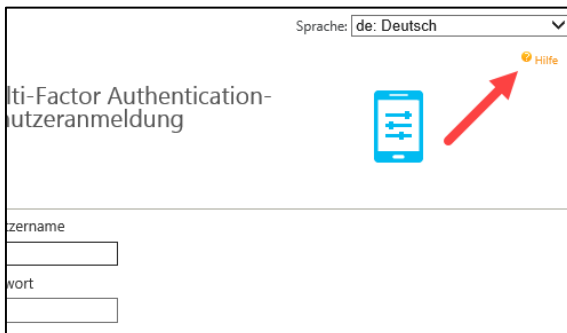 Sprache: de: Deutsch
Hilfe
lti-Factor Authentication-
utzeranmeldung
tzername
wort